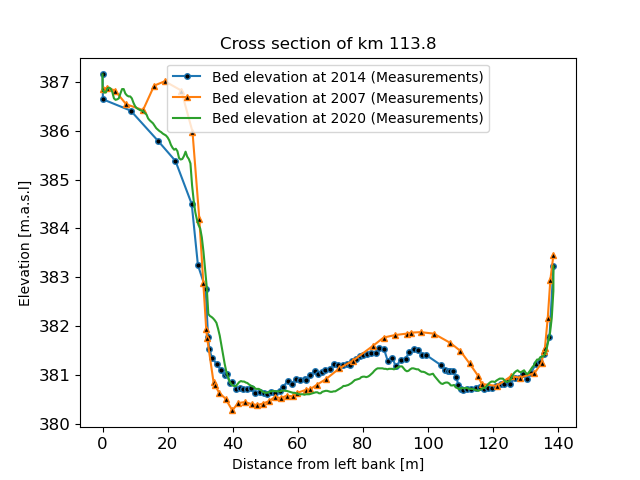 Cross section of km 113.8
Bed elevation at 2014 (Measurements)
Bed elevation at 2007 (Measurements)
Bed elevation at 2020 (Measurements)
Elevation [m.a.s.l]
387
386
385
384
383
382
381
380
0 20 40 60 80 100 120 140
Distance from left bank [m]